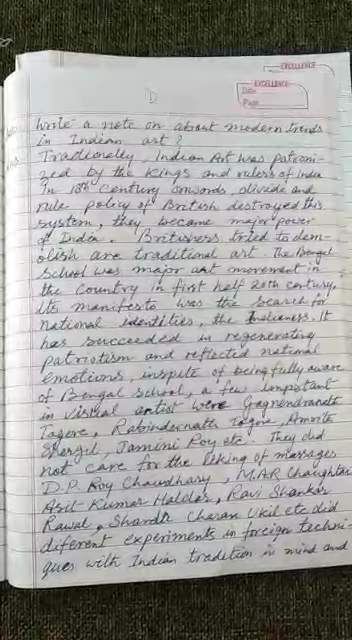 EXCELLENCE
EXCELLENCE
Date
Page
Write a note on about modern trends
in Indian art?
Tractionally, Indian Art was patroni-
zed by the Kings and rulers of India
In 18th Century onwords, divide and
rule policy of British destroyed this
system, they became major power
of India. Britishers tried to dem-
olish are traditional art. The Bengal
School was major art movement in
the country in first half 20th century,
Its manifesto was the search for
national identities, the Indianess. It
has succeeded in regenerating
patriotism and reflected national
emotions, inspite of being fully aware
of Bengal school, a few important
in visual artist were Gagnendranath
Tagore, Rabindernath Tagore, Amrita
Shergil, Jamini Roy etc. They did
not care for the liking of messages
D.P. Roy Chaudhary, M.A.R Chaughtai
Asit Kumar Haldar, Ravi Shankar
Rawal, Sharda Charan Ukil etc did
diferent experiments in foreign techni-
ques with Indian tradition in mind and